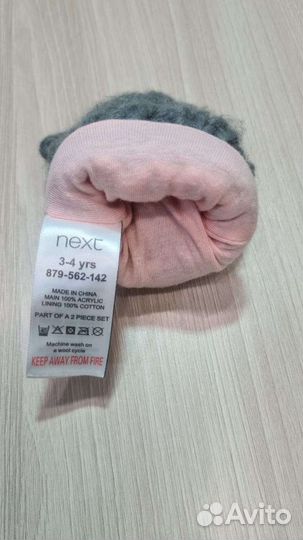 next
3-4 yrs
879-562-142
MADE IN CHINA
MAIN 100% ACRYLIC
LINING 100% COTTON
PART OF A 2 PIECE SET
Machine wash on
a wool cycle
KEEP AWAY FROM FIRE
Avito